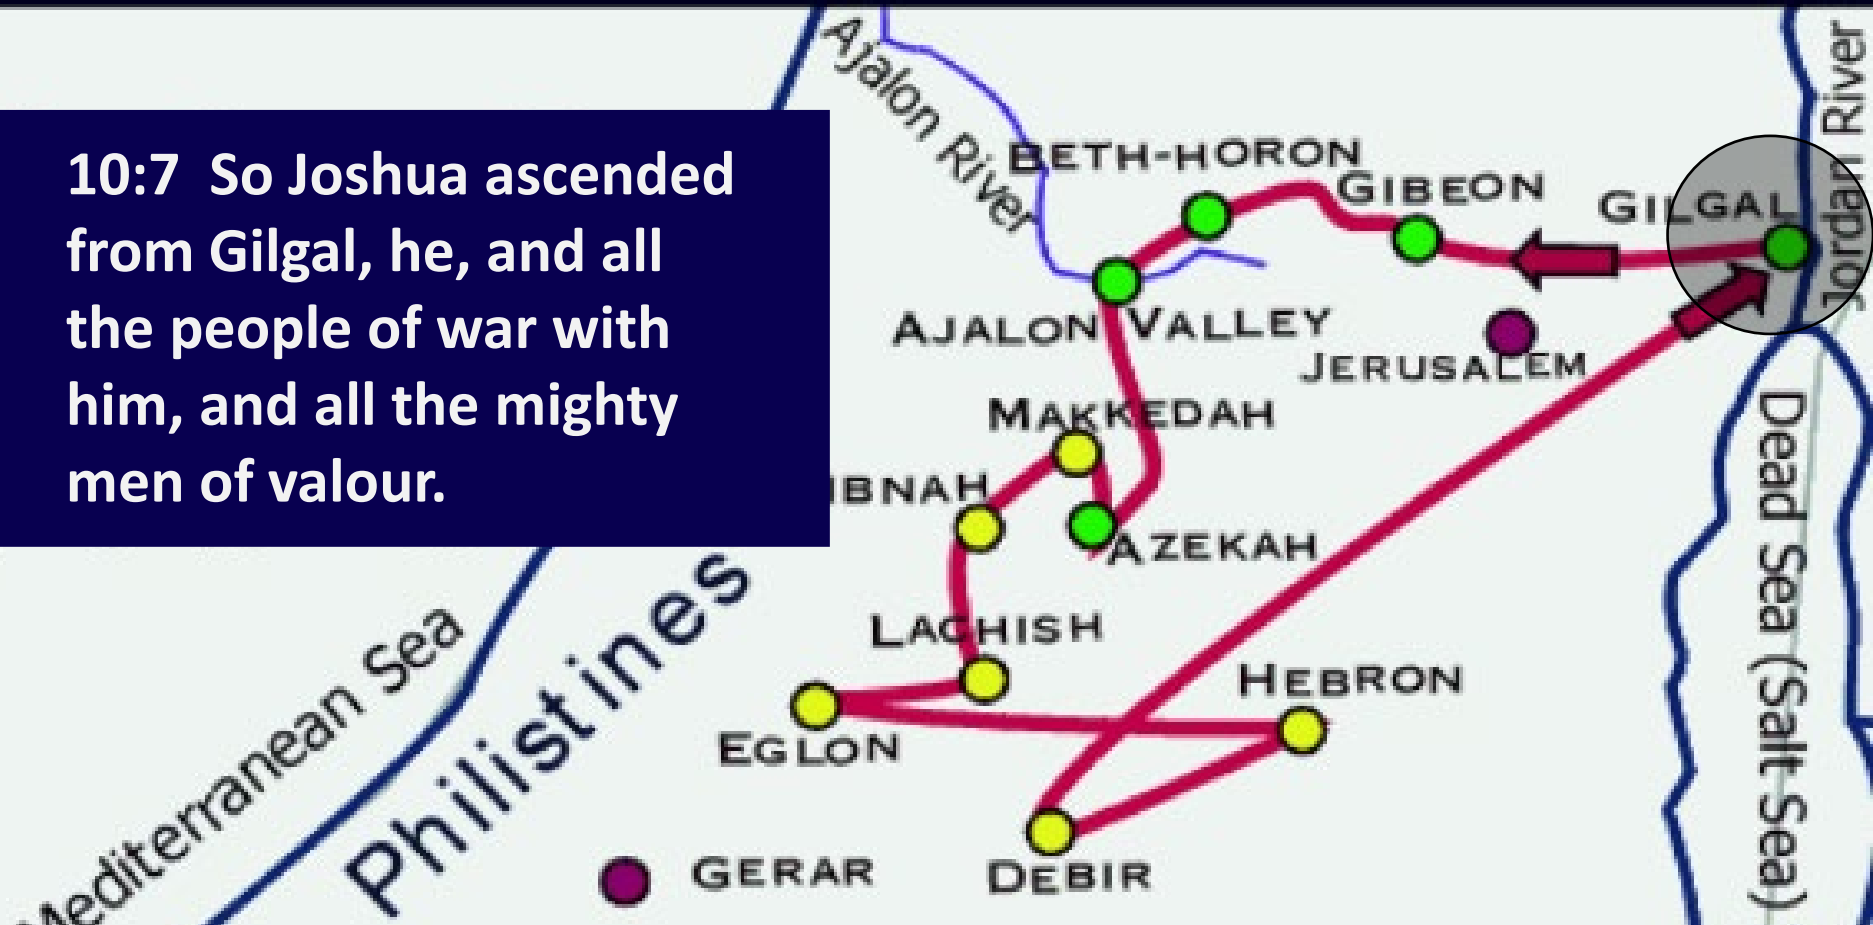 10:7  So Joshua ascended
from Gilgal, he, and all
the people of war with
him, and all the mighty
men of valour.
Ajalon River
BETH-HORON
GIBEON
GILGAL
Jordan River
AJALON VALLEY
JERUSALEM
MAKKEDAH
IBNAH
AZEKAH
LACHISH
HEBRON
EGLON
DEBIR
GERAR
Mediterranean Sea
Philistines
Dead Sea (Salt Sea)